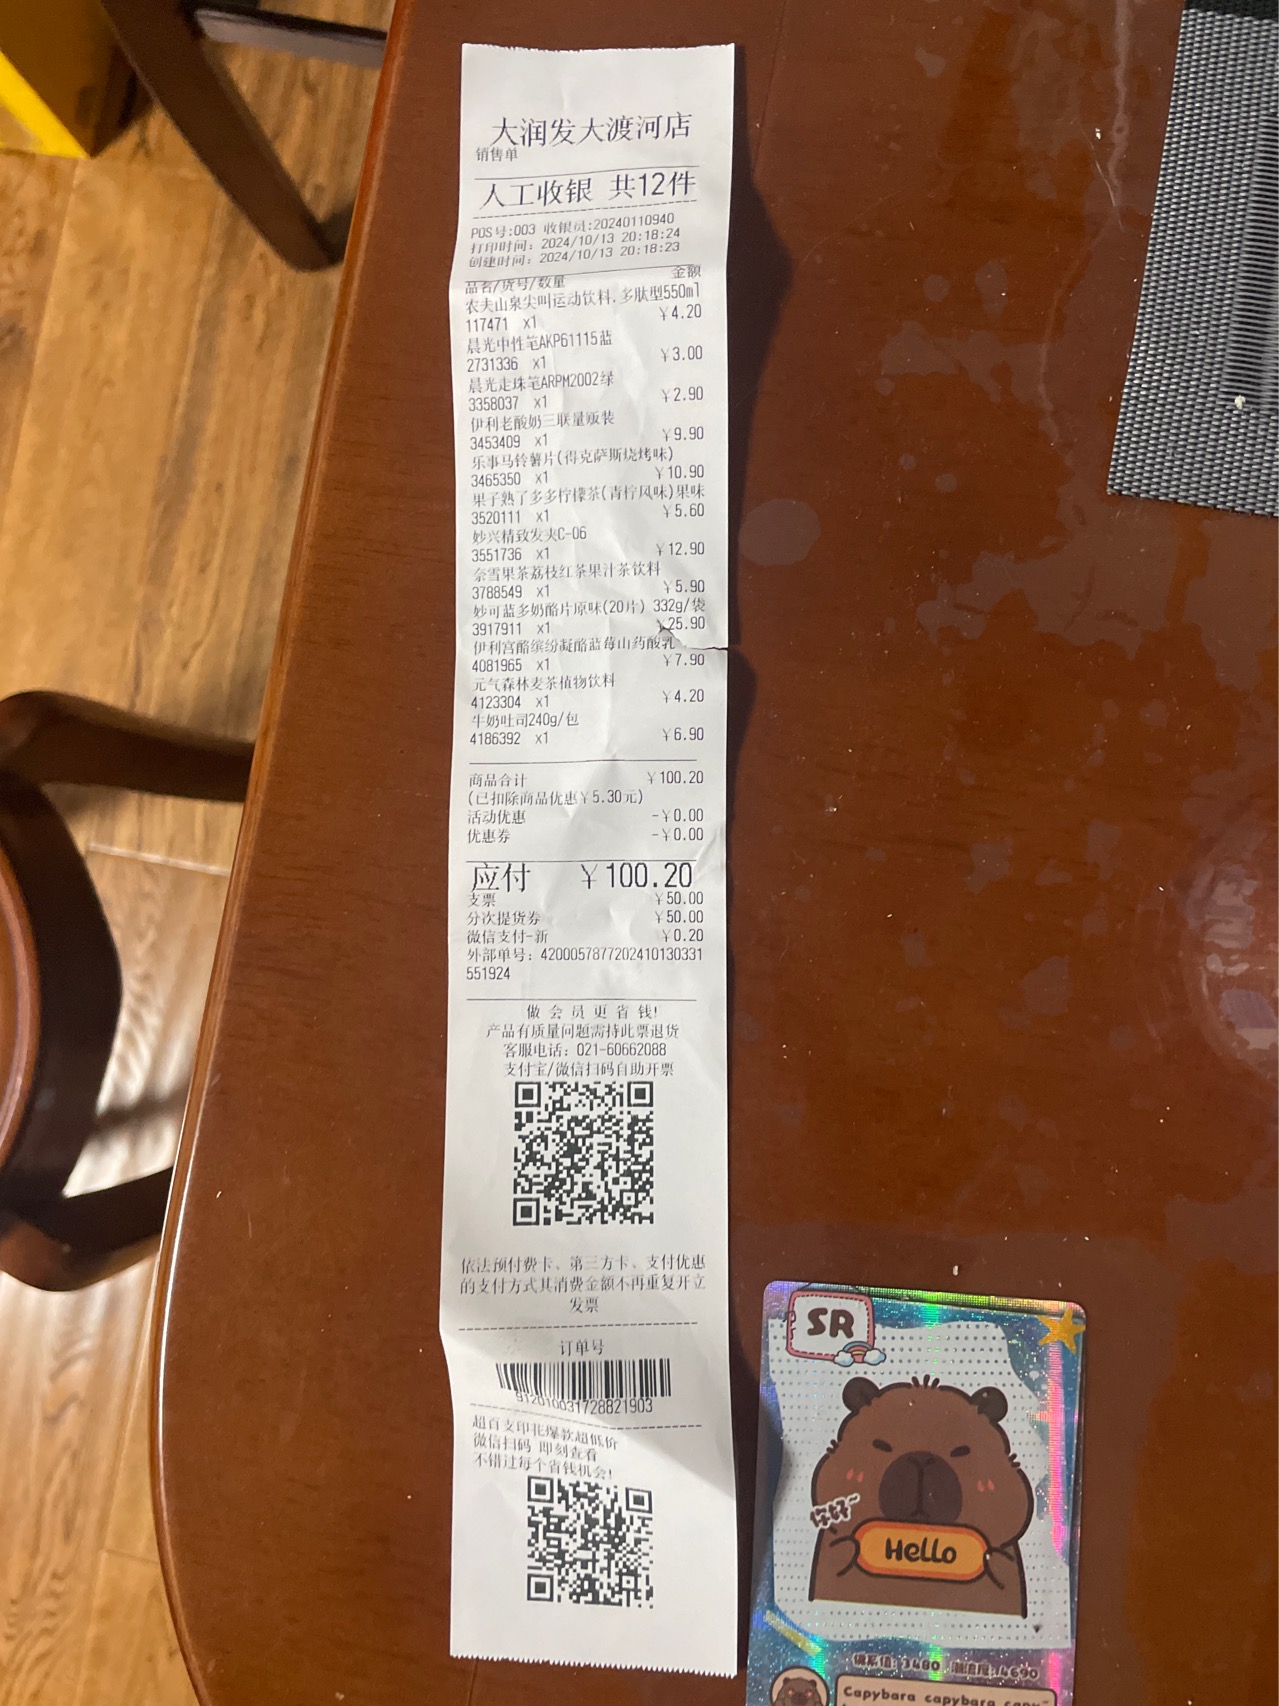 大润发大渡河店
销售单
人工收银 共12件
POS号:003 收银员:20240110940
打印时间: 2024/10/13 20:18:24
创建时间: 2024/10/13 20:18:23
品名/货号/数量 金额
农夫山泉尖叫运动饮料,多肽型550ml
117471 x1 ¥4.20
晨光中性笔AKP61115蓝
2731336 x1 ¥3.00
晨光走珠笔ARPM2002绿
3358037 x1 ¥2.90
伊利老酸奶三联量贩装
3453409 x1 ¥9.90
乐事马铃薯片(得克萨斯烧烤味)
3465350 x1 ¥10.90
果子熟了多多柠檬茶(青柠风味)果味
3520111 x1 ¥5.60
妙兴精致发夹C-06
3551736 x1 ¥12.90
奈雪果茶荔枝红茶果汁茶饮料
3788549 x1 ¥5.90
妙可蓝多奶酪片原味(20片) 332g/袋
3917911 x1 ¥25.90
伊利宫酪缤纷凝酪蓝莓山药酸乳
4081965 x1 ¥7.90
元气森林麦茶植物饮料
4123304 x1 ¥4.20
牛奶吐司240g/包
4186392 x1 ¥6.90
商品合计 ¥100.20
(已扣除商品优惠¥5.30元)
活动优惠 -¥0.00
优惠券 -¥0.00
应付 ¥100.20
支票 ¥50.00
分次提货券 ¥50.00
微信支付-新 ¥0.20
外部单号: 4200057877202410130331
551924
做会员更省钱!
产品有质量问题需持此票退货
客服电话: 021-60662088
支付宝/微信扫码自助开票
依法预付费卡、第三方卡、支付优惠
的支付方式其消费金额不再重复开立
发票
订单号
912010031728821903
超百支印花爆款超低价
微信扫码 即刻查看
不错过每个省钱机会!
SR
你好~
Hello
:3480 :4690
Capybara capybara capy-